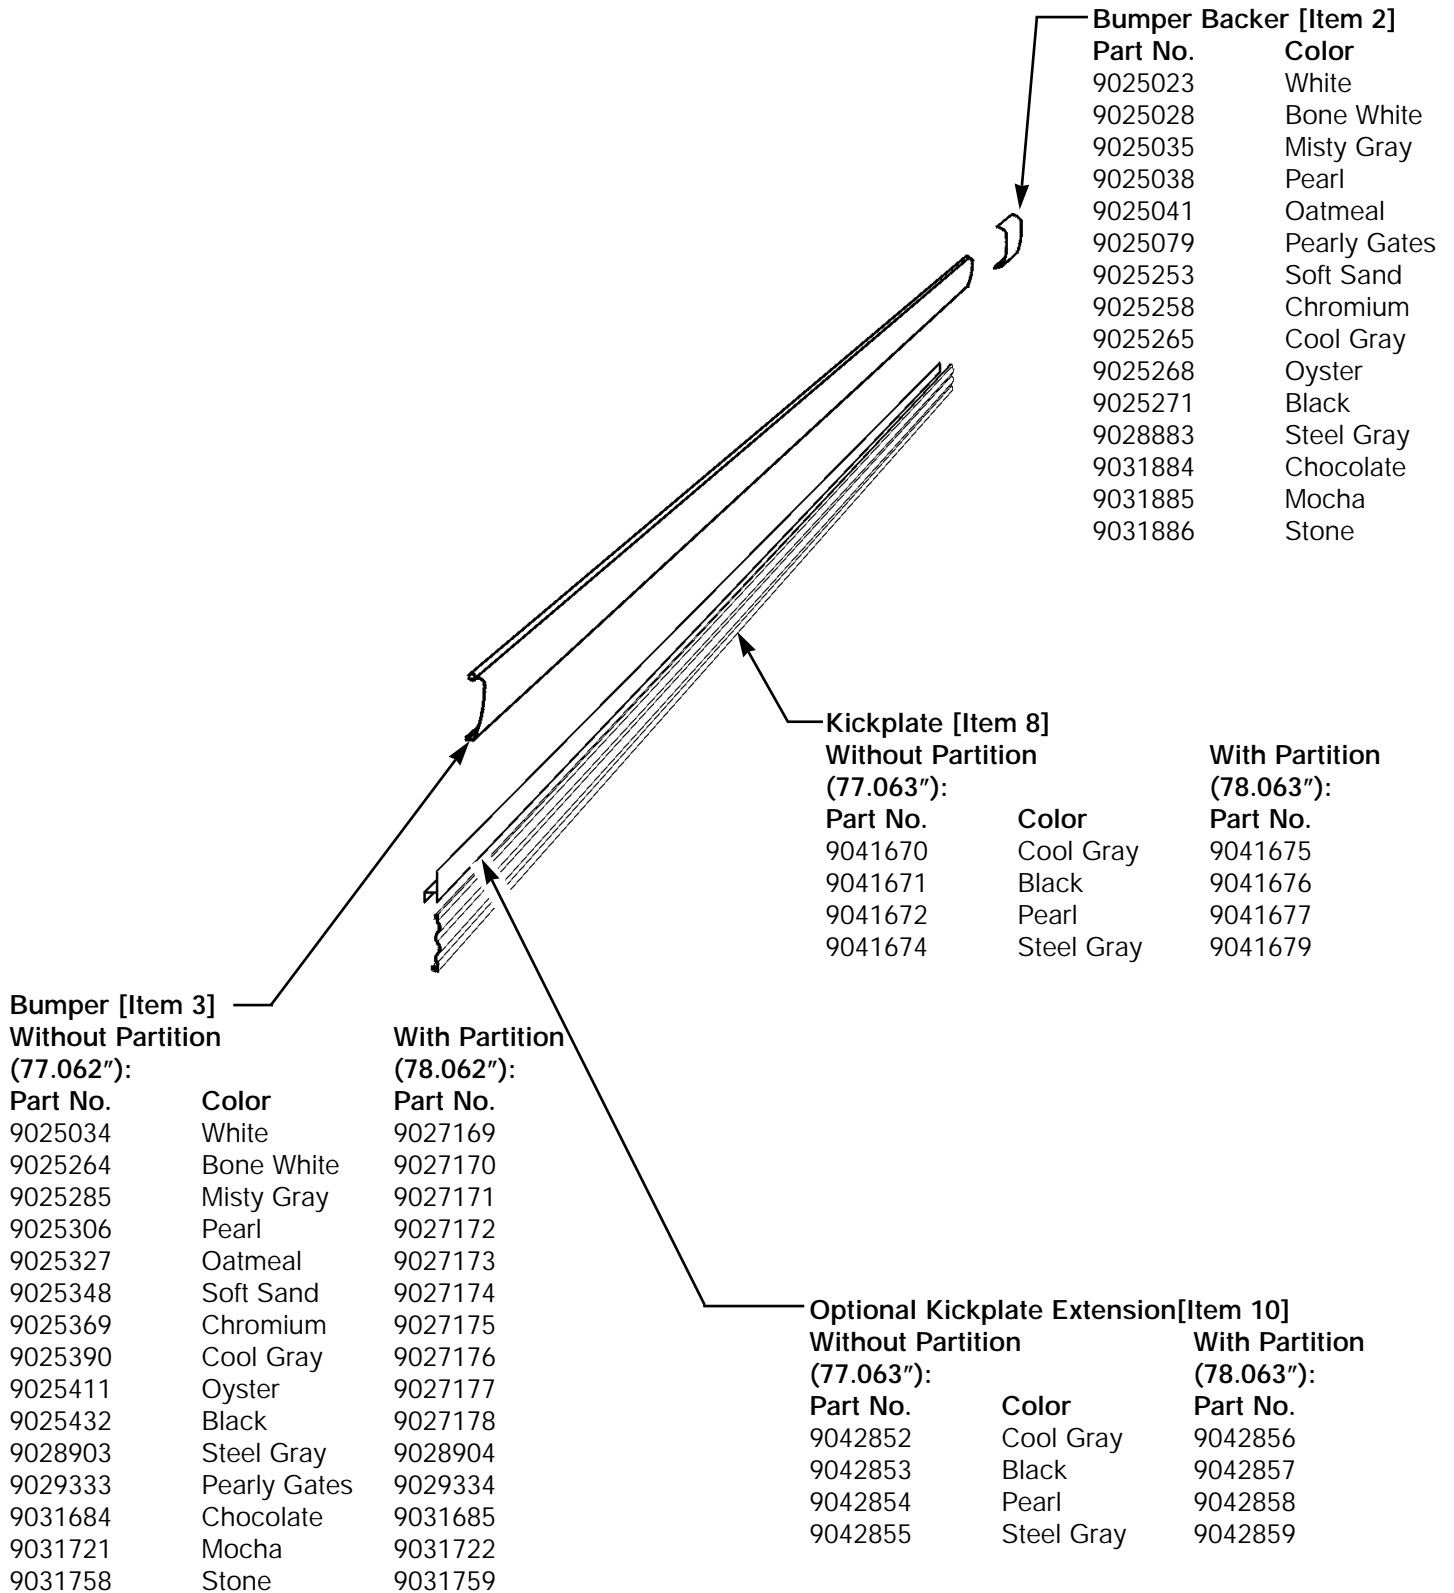 Bumper Backer [Item 2]
Part No. Color
9025023 White
9025028 Bone White
9025035 Misty Gray
9025038 Pearl
9025041 Oatmeal
9025079 Pearly Gates
9025253 Soft Sand
9025258 Chromium
9025265 Cool Gray
9025268 Oyster
9025271 Black
9028883 Steel Gray
9031884 Chocolate
9031885 Mocha
9031886 Stone
Kickplate [Item 8]
Without Partition With Partition
(77.063"): (78.063"):
Part No. Color Part No.
9041670 Cool Gray 9041675
9041671 Black 9041676
9041672 Pearl 9041677
9041674 Steel Gray 9041679
Bumper [Item 3]
Without Partition With Partition
(77.062"): (78.062"):
Part No. Color Part No.
9025034 White 9027169
9025264 Bone White 9027170
9025285 Misty Gray 9027171
9025306 Pearl 9027172
9025327 Oatmeal 9027173
9025348 Soft Sand 9027174
9025369 Chromium 9027175
9025390 Cool Gray 9027176
9025411 Oyster 9027177
9025432 Black 9027178
9028903 Steel Gray 9028904
9029333 Pearly Gates 9029334
9031684 Chocolate 9031685
9031721 Mocha 9031722
9031758 Stone 9031759
Optional Kickplate Extension[Item 10]
Without Partition With Partition
(77.063"): (78.063"):
Part No. Color Part No.
9042852 Cool Gray 9042856
9042853 Black 9042857
9042854 Pearl 9042858
9042855 Steel Gray 9042859